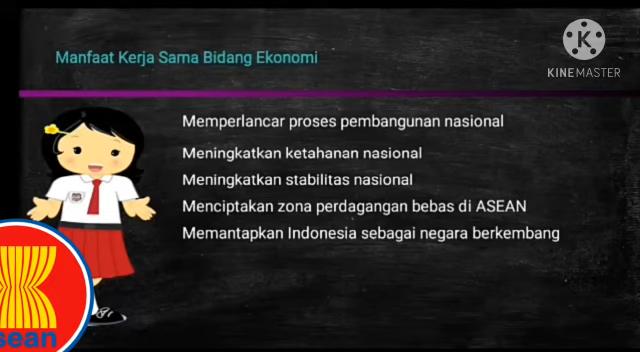 Manfaat Kerja Sama Bidang Ekonomi
KINEMASTER
Memperlancar proses pembangunan nasional
Meningkatkan ketahanan nasional
Meningkatkan stabilitas nasional
Menciptakan zona perdagangan bebas di ASEAN
Memantapkan Indonesia sebagai negara berkembang
asean